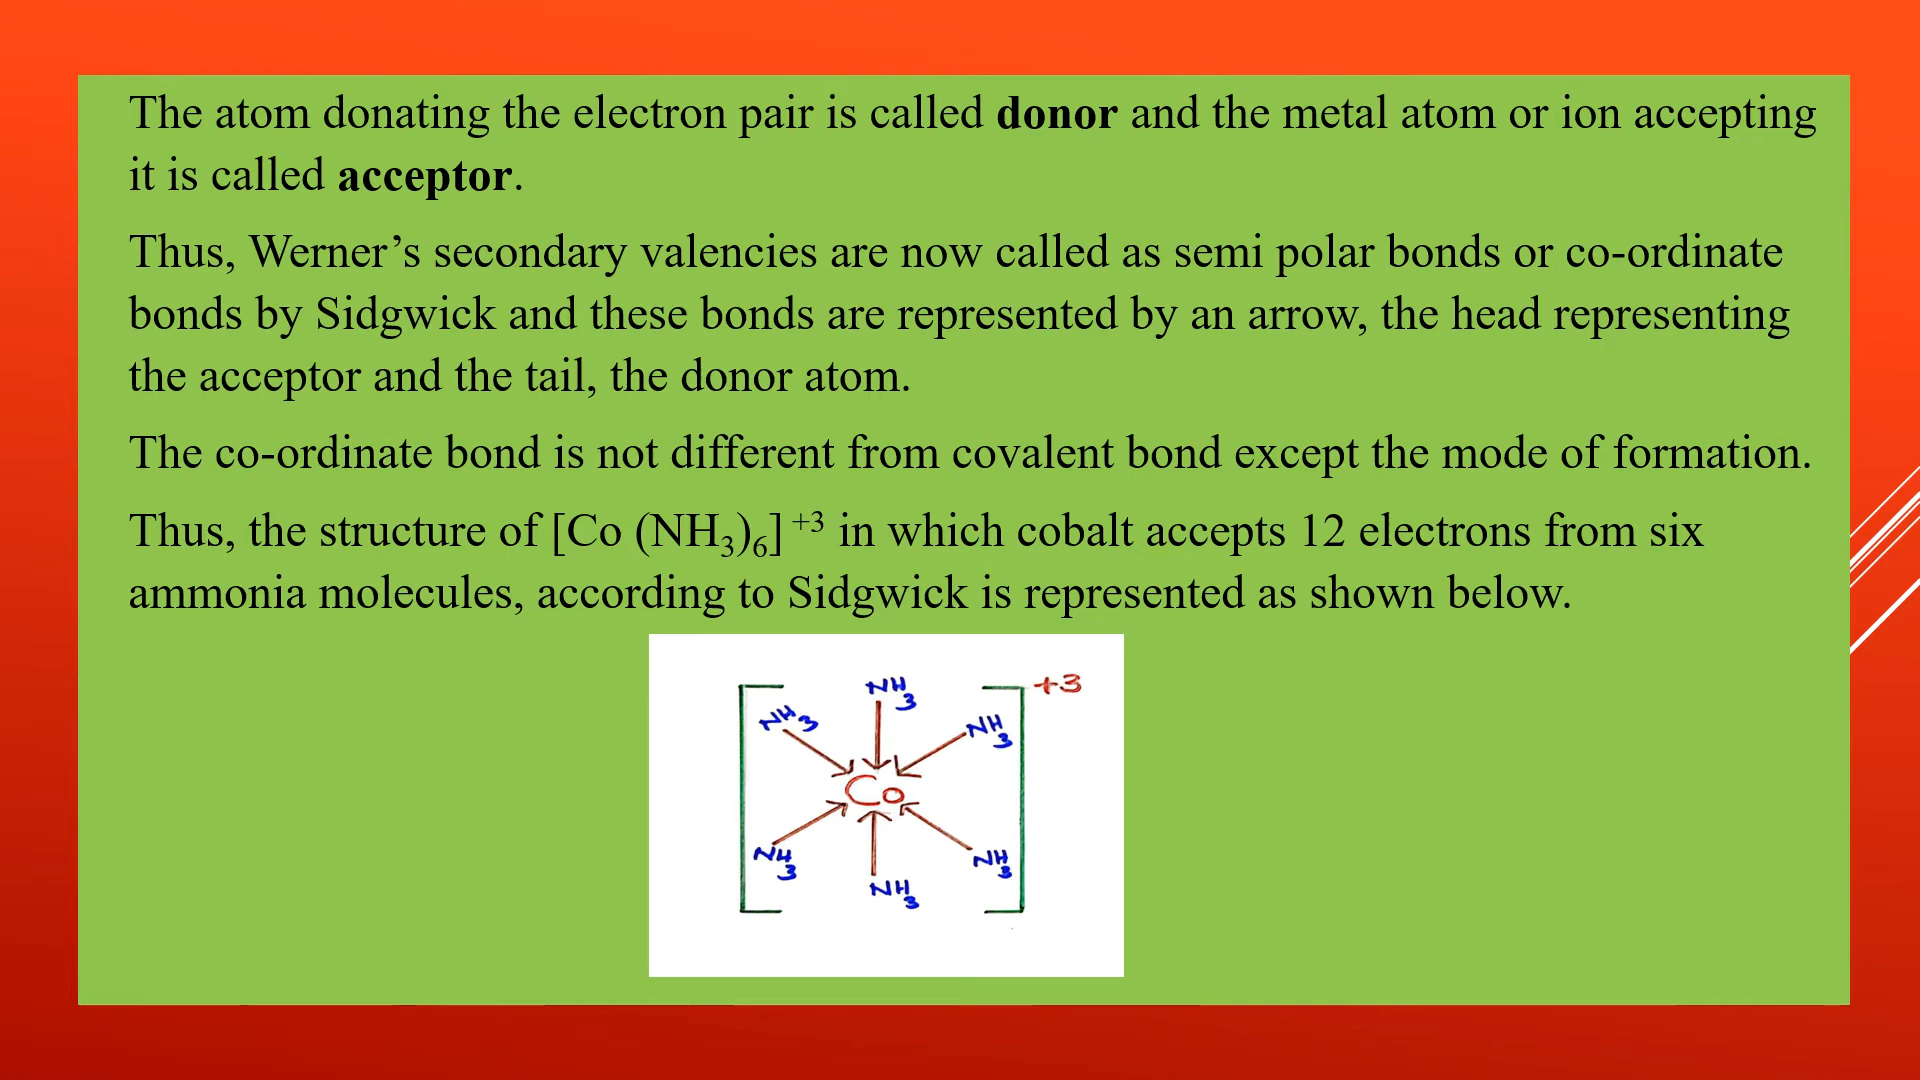 The atom donating the electron pair is called donor and the metal atom or ion accepting
it is called acceptor.
Thus, Werner’s secondary valencies are now called as semi polar bonds or co-ordinate
bonds by Sidgwick and these bonds are represented by an arrow, the head representing
the acceptor and the tail, the donor atom.
The co-ordinate bond is not different from covalent bond except the mode of formation.
Thus, the structure of [Co (NH₃)₆] ⁺³ in which cobalt accepts 12 electrons from six
ammonia molecules, according to Sidgwick is represented as shown below.
NH₃ +3
NH₃ NH₃
Co
NH₃ NH₃
NH₃